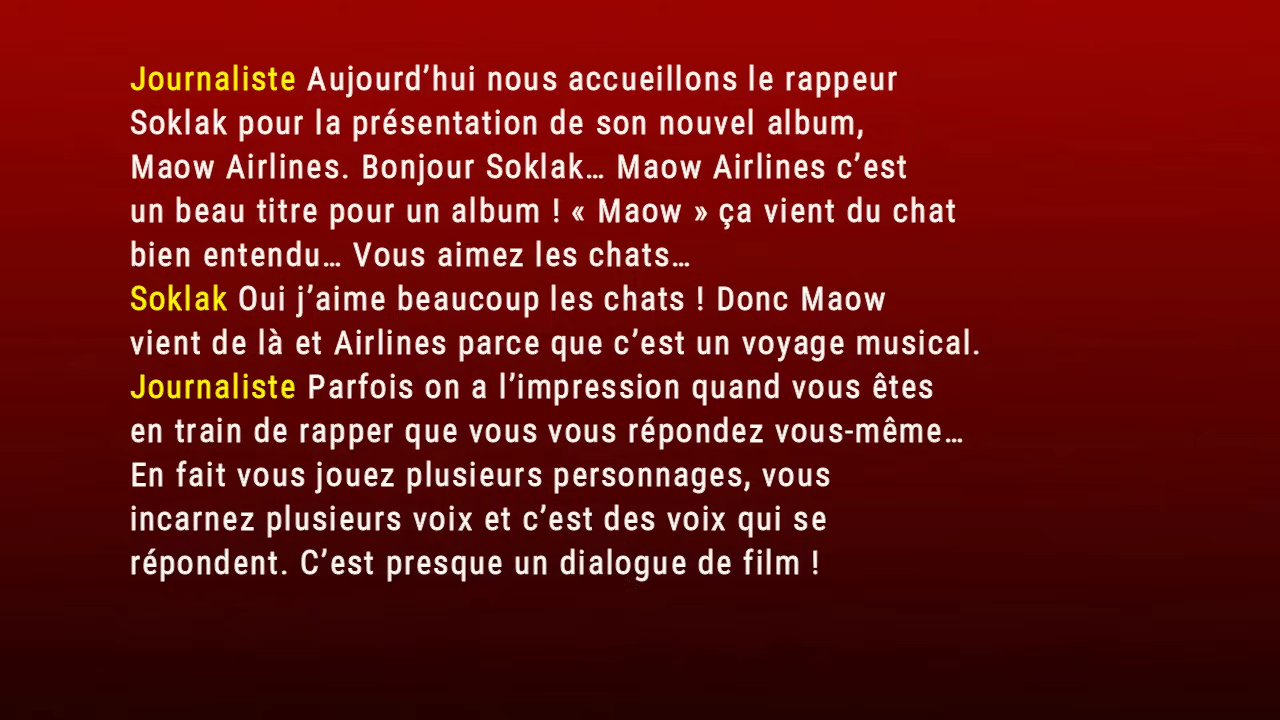 Journaliste Aujourd’hui nous accueillons le rappeur
Soklak pour la présentation de son nouvel album,
Maow Airlines. Bonjour Soklak… Maow Airlines c’est
un beau titre pour un album ! « Maow » ça vient du chat
bien entendu… Vous aimez les chats…
Soklak Oui j’aime beaucoup les chats ! Donc Maow
vient de là et Airlines parce que c’est un voyage musical.
Journaliste Parfois on a l’impression quand vous êtes
en train de rapper que vous vous répondez vous-même…
En fait vous jouez plusieurs personnages, vous
incarnez plusieurs voix et c’est des voix qui se
répondent. C’est presque un dialogue de film !